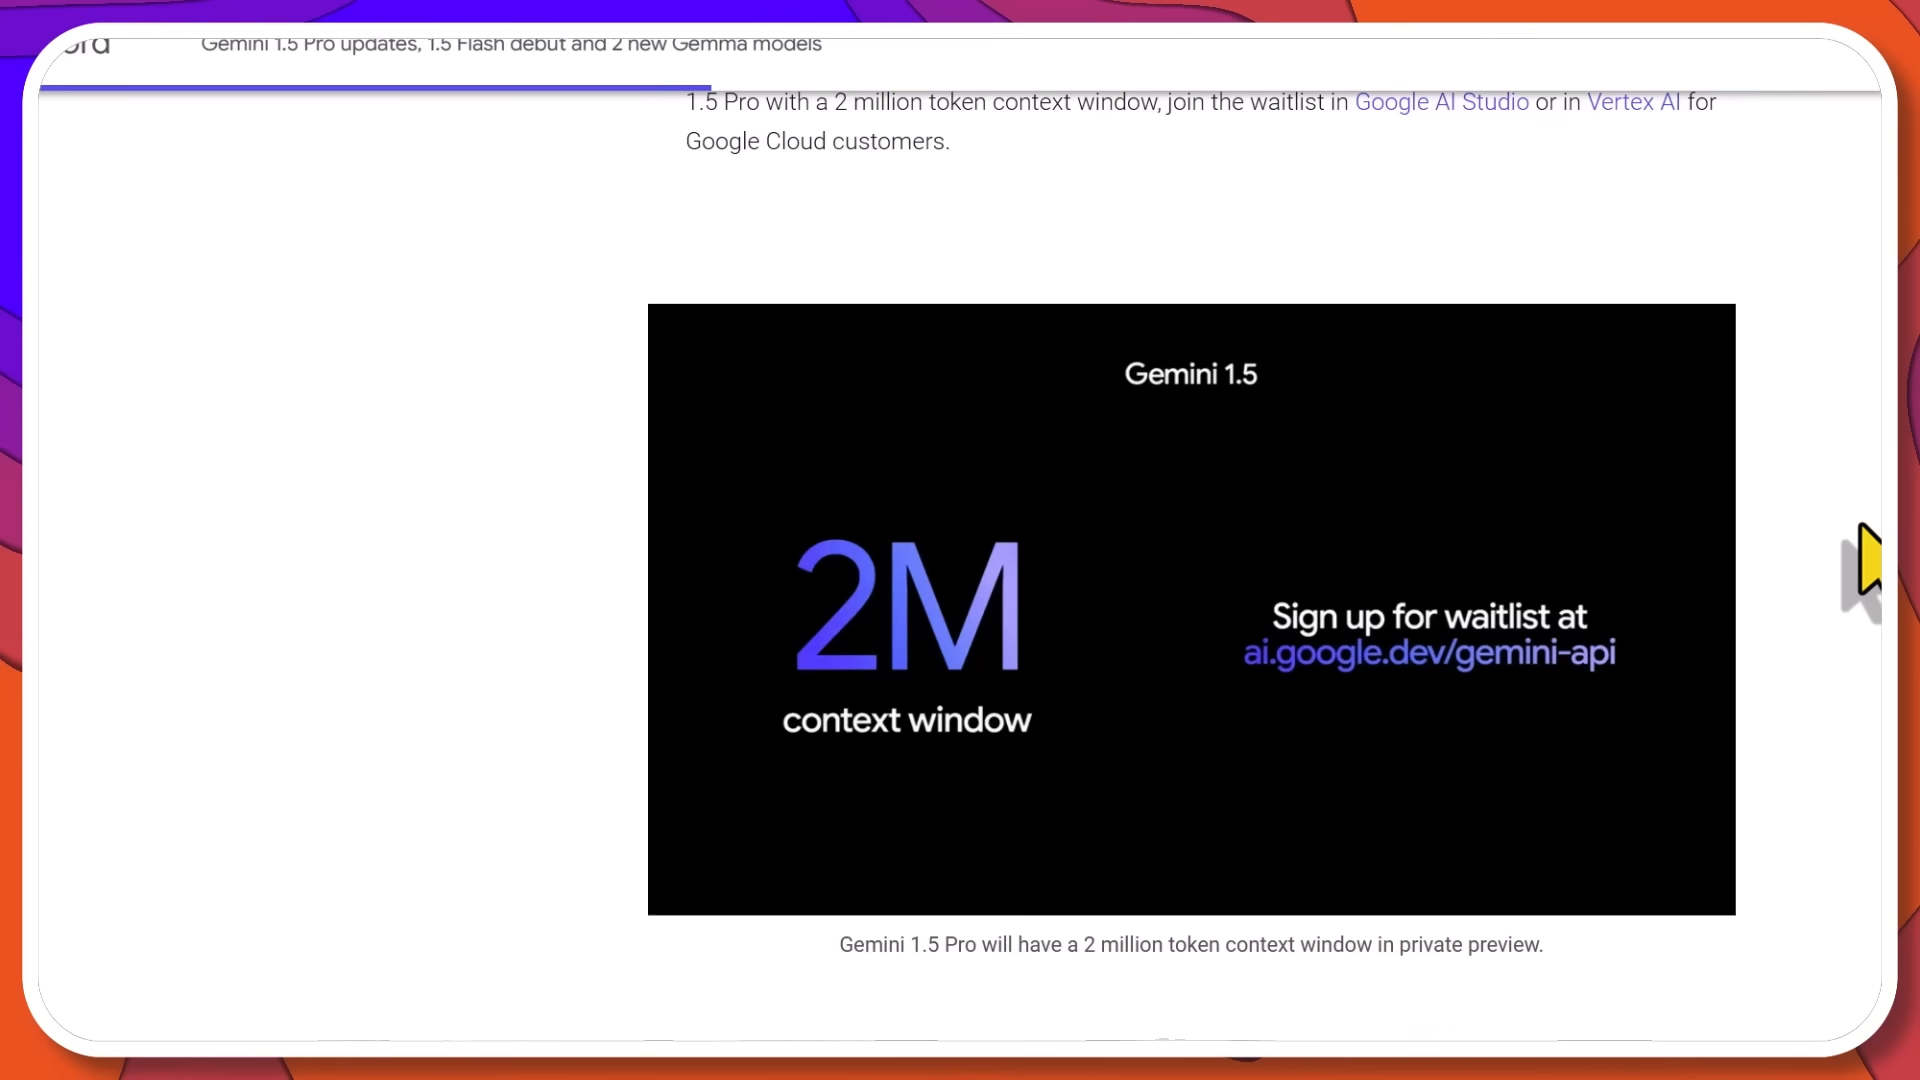 Gemini 1.5 Pro updates, 1.5 Flash debut and 2 new Gemma models
1.5 Pro with a 2 million token context window, join the waitlist in Google AI Studio or in Vertex AI for
Google Cloud customers.
Gemini 1.5
2M
context window
Sign up for waitlist at
ai.google.dev/gemini-api
Gemini 1.5 Pro will have a 2 million token context window in private preview.